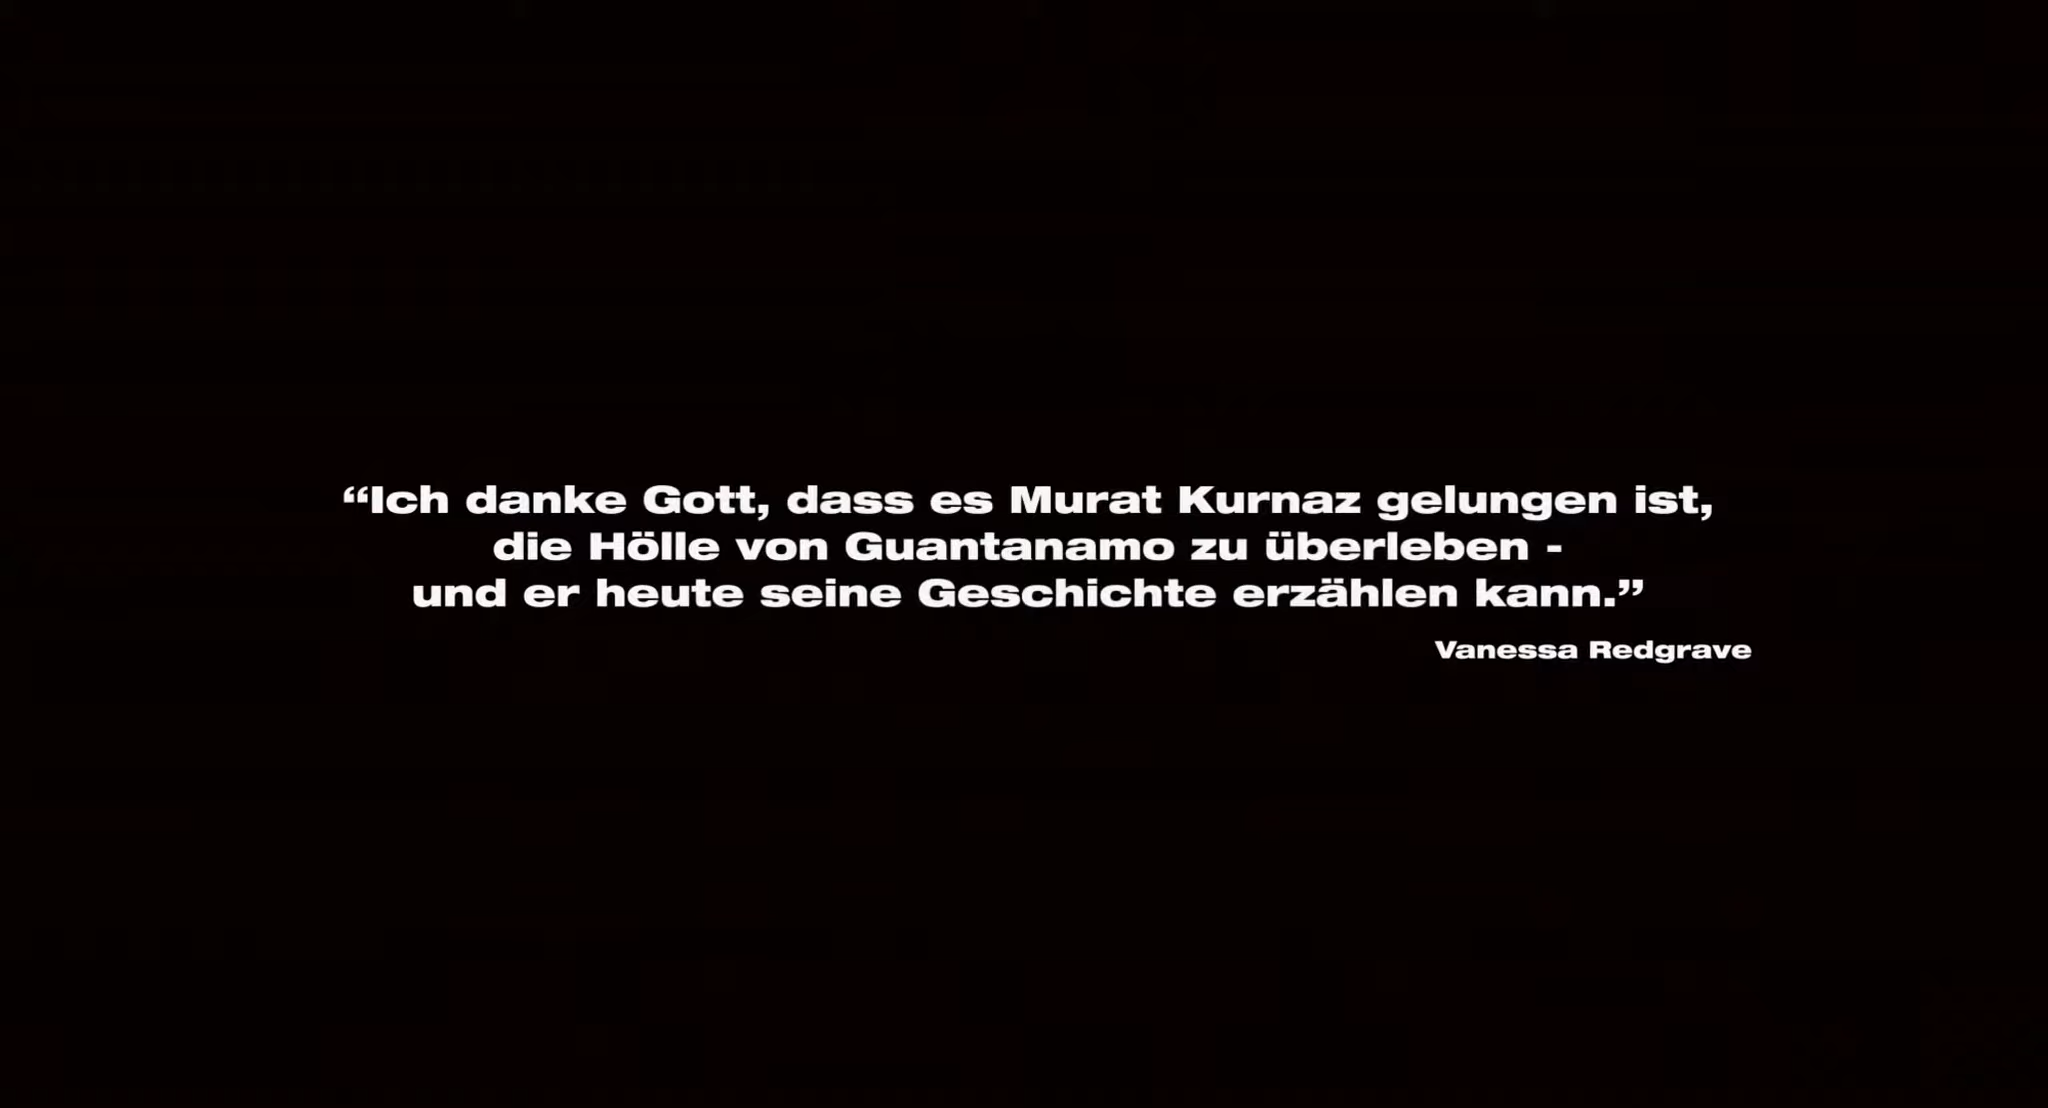 “Ich danke Gott, dass es Murat Kurnaz gelungen ist,
die Hölle von Guantanamo zu überleben -
und er heute seine Geschichte erzählen kann.”
Vanessa Redgrave